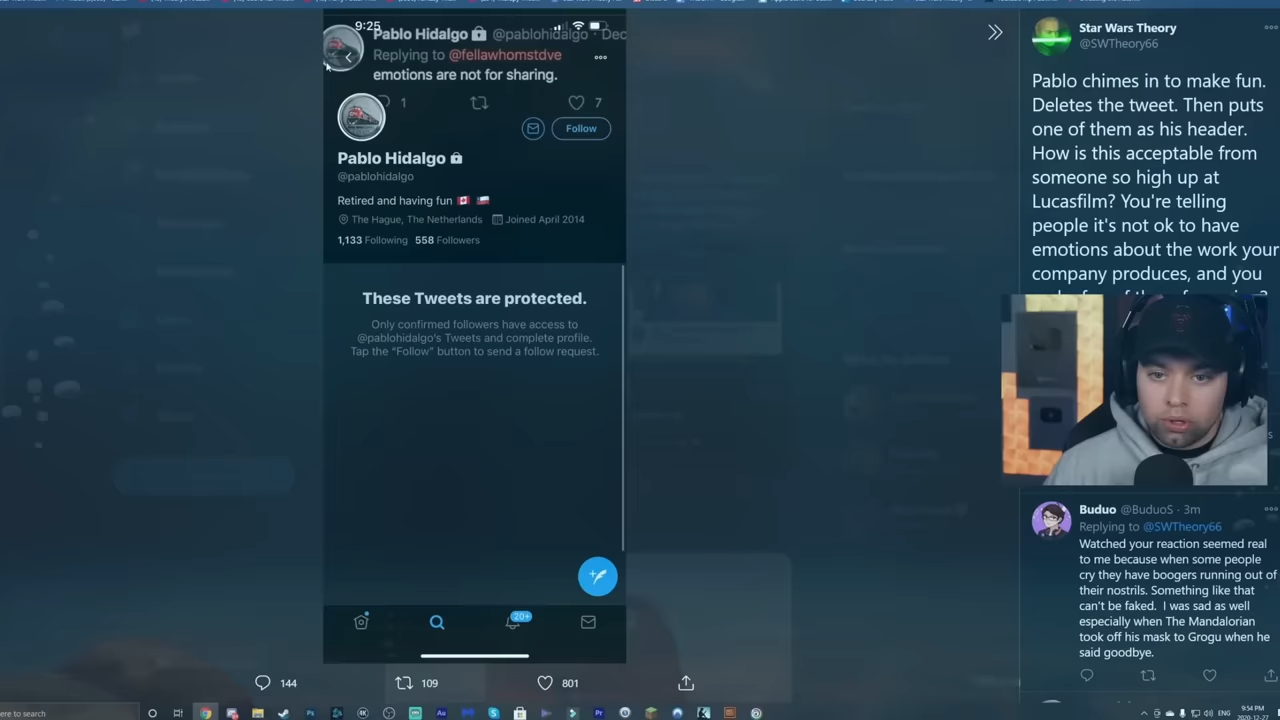 9:25
Pablo Hidalgo @pablohidalgo · Dec
Replying to @fellawhomstdve
emotions are not for sharing.
1
7
Follow
Pablo Hidalgo
@pablohidalgo
Retired and having fun
The Hague, The Netherlands Joined April 2014
1,133 Following 558 Followers
These Tweets are protected.
Only confirmed followers have access to
@pablohidalgo's Tweets and complete profile.
Tap the “Follow” button to send a follow request.
20+
144
109
801
Star Wars Theory
@SWTheory66
Pablo chimes in to make fun.
Deletes the tweet. Then puts
one of them as his header.
How is this acceptable from
someone so high up at
Lucasfilm? You're telling
people it's not ok to have
emotions about the work your
company produces, and you
Buduo @BuduoS · 3m
Replying to @SWTheory66
Watched your reaction seemed real
to me because when some people
cry they have boogers running out of
their nostrils. Something like that
can't be faked. I was sad as well
especially when The Mandalorian
took off his mask to Grogu when he
said goodbye.
ere to search
9:54 PM
2020-12-27